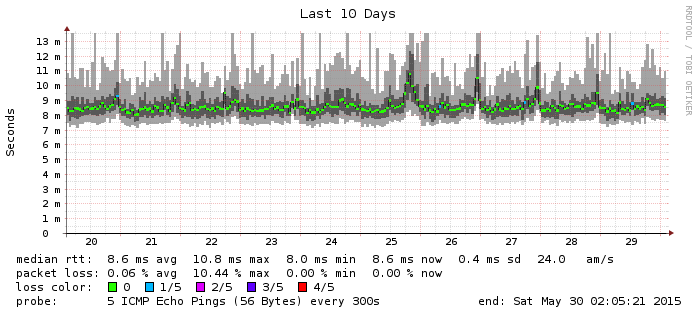 Last 10 Days
RRDTOOL / TOBI OETIKER
Seconds
13 m
12 m
11 m
10 m
9 m
8 m
7 m
6 m
5 m
4 m
3 m
2 m
1 m
0
20 21 22 23 24 25 26 27 28 29
median rtt: 8.6 ms avg 10.8 ms max 8.0 ms min 8.6 ms now 0.4 ms sd 24.0 am/s
packet loss: 0.06 % avg 10.44 % max 0.00 % min 0.00 % now
loss color: 0 1/5 2/5 3/5 4/5
probe: 5 ICMP Echo Pings (56 Bytes) every 300s end: Sat May 30 02:05:21 2015